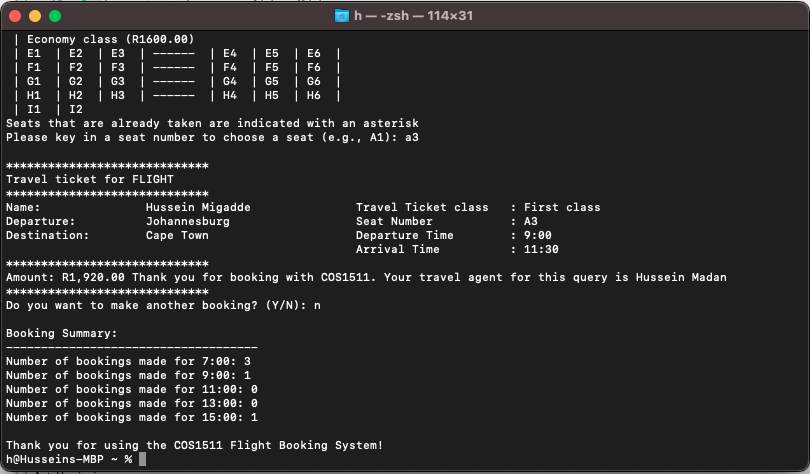 h — -zsh — 114×31
| Economy class (R1600.00)
| E1 | E2 | E3 | —————— | E4 | E5 | E6 |
| F1 | F2 | F3 | —————— | F4 | F5 | F6 |
| G1 | G2 | G3 | —————— | G4 | G5 | G6 |
| H1 | H2 | H3 | —————— | H4 | H5 | H6 |
| I1 | I2
Seats that are already taken are indicated with an asterisk
Please key in a seat number to choose a seat (e.g., A1): a3
*****************************
Travel ticket for FLIGHT
*****************************
Name: Hussein Migadde Travel Ticket class : First class
Departure: Johannesburg Seat Number : A3
Destination: Cape Town Departure Time : 9:00
Arrival Time : 11:30
*****************************
Amount: R1,920.00 Thank you for booking with COS1511. Your travel agent for this query is Hussein Madan
*****************************
Do you want to make another booking? (Y/N): n
Booking Summary:
------------------------------------
Number of bookings made for 7:00: 3
Number of bookings made for 9:00: 1
Number of bookings made for 11:00: 0
Number of bookings made for 13:00: 0
Number of bookings made for 15:00: 1
Thank you for using the COS1511 Flight Booking System!
h@Husseins-MBP ~ %